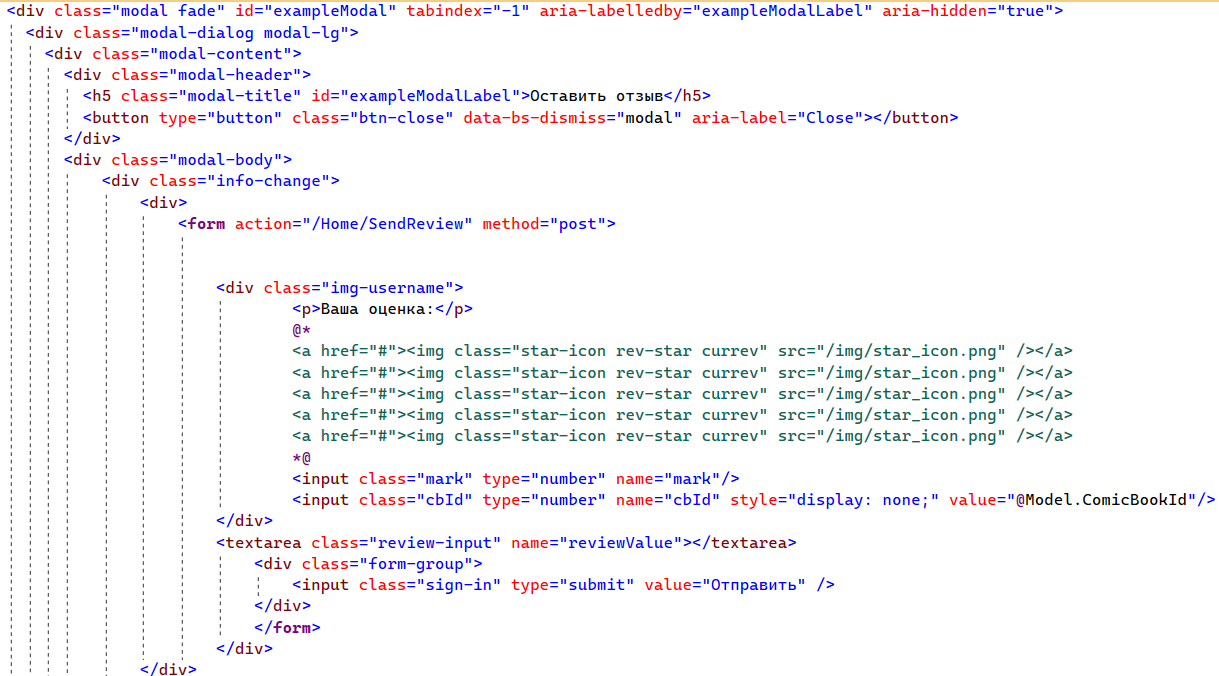 <div class="modal fade" id="exampleModal" tabindex="-1" aria-labelledby="exampleModalLabel" aria-hidden="true">
<div class="modal-dialog modal-lg">
<div class="modal-content">
<div class="modal-header">
<h5 class="modal-title" id="exampleModalLabel">Оставить отзыв</h5>
<button type="button" class="btn-close" data-bs-dismiss="modal" aria-label="Close"></button>
</div>
<div class="modal-body">
<div class="info-change">
<div>
<form action="/Home/SendReview" method="post">
<div class="img-username">
<p>Ваша оценка:</p>
@*
<a href="#"><img class="star-icon rev-star currev" src="/img/star_icon.png" /></a>
<a href="#"><img class="star-icon rev-star currev" src="/img/star_icon.png" /></a>
<a href="#"><img class="star-icon rev-star currev" src="/img/star_icon.png" /></a>
<a href="#"><img class="star-icon rev-star currev" src="/img/star_icon.png" /></a>
<a href="#"><img class="star-icon rev-star currev" src="/img/star_icon.png" /></a>
*@
<input class="mark" type="number" name="mark"/>
<input class="cbId" type="number" name="cbId" style="display: none;" value="@Model.ComicBookId"/>
</div>
<textarea class="review-input" name="reviewValue"></textarea>
<div class="form-group">
<input class="sign-in" type="submit" value="Отправить" />
</div>
</form>
</div>
</div>